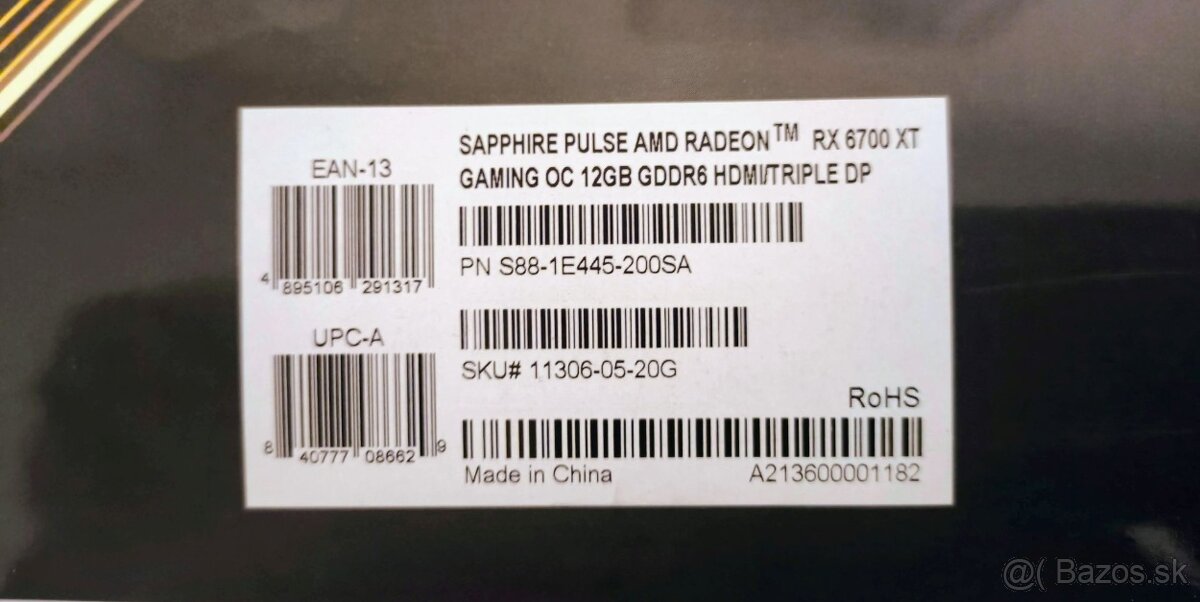 SAPPHIRE PULSE AMD RADEON™ RX 6700 XT
GAMING OC 12GB GDDR6 HDMI/TRIPLE DP
EAN-13
4 895106 291317
PN S88-1E445-200SA
UPC-A
8 40777 08662 9
SKU# 11306-05-20G
RoHS
Made in China
A213600001182
@( Bazos.sk